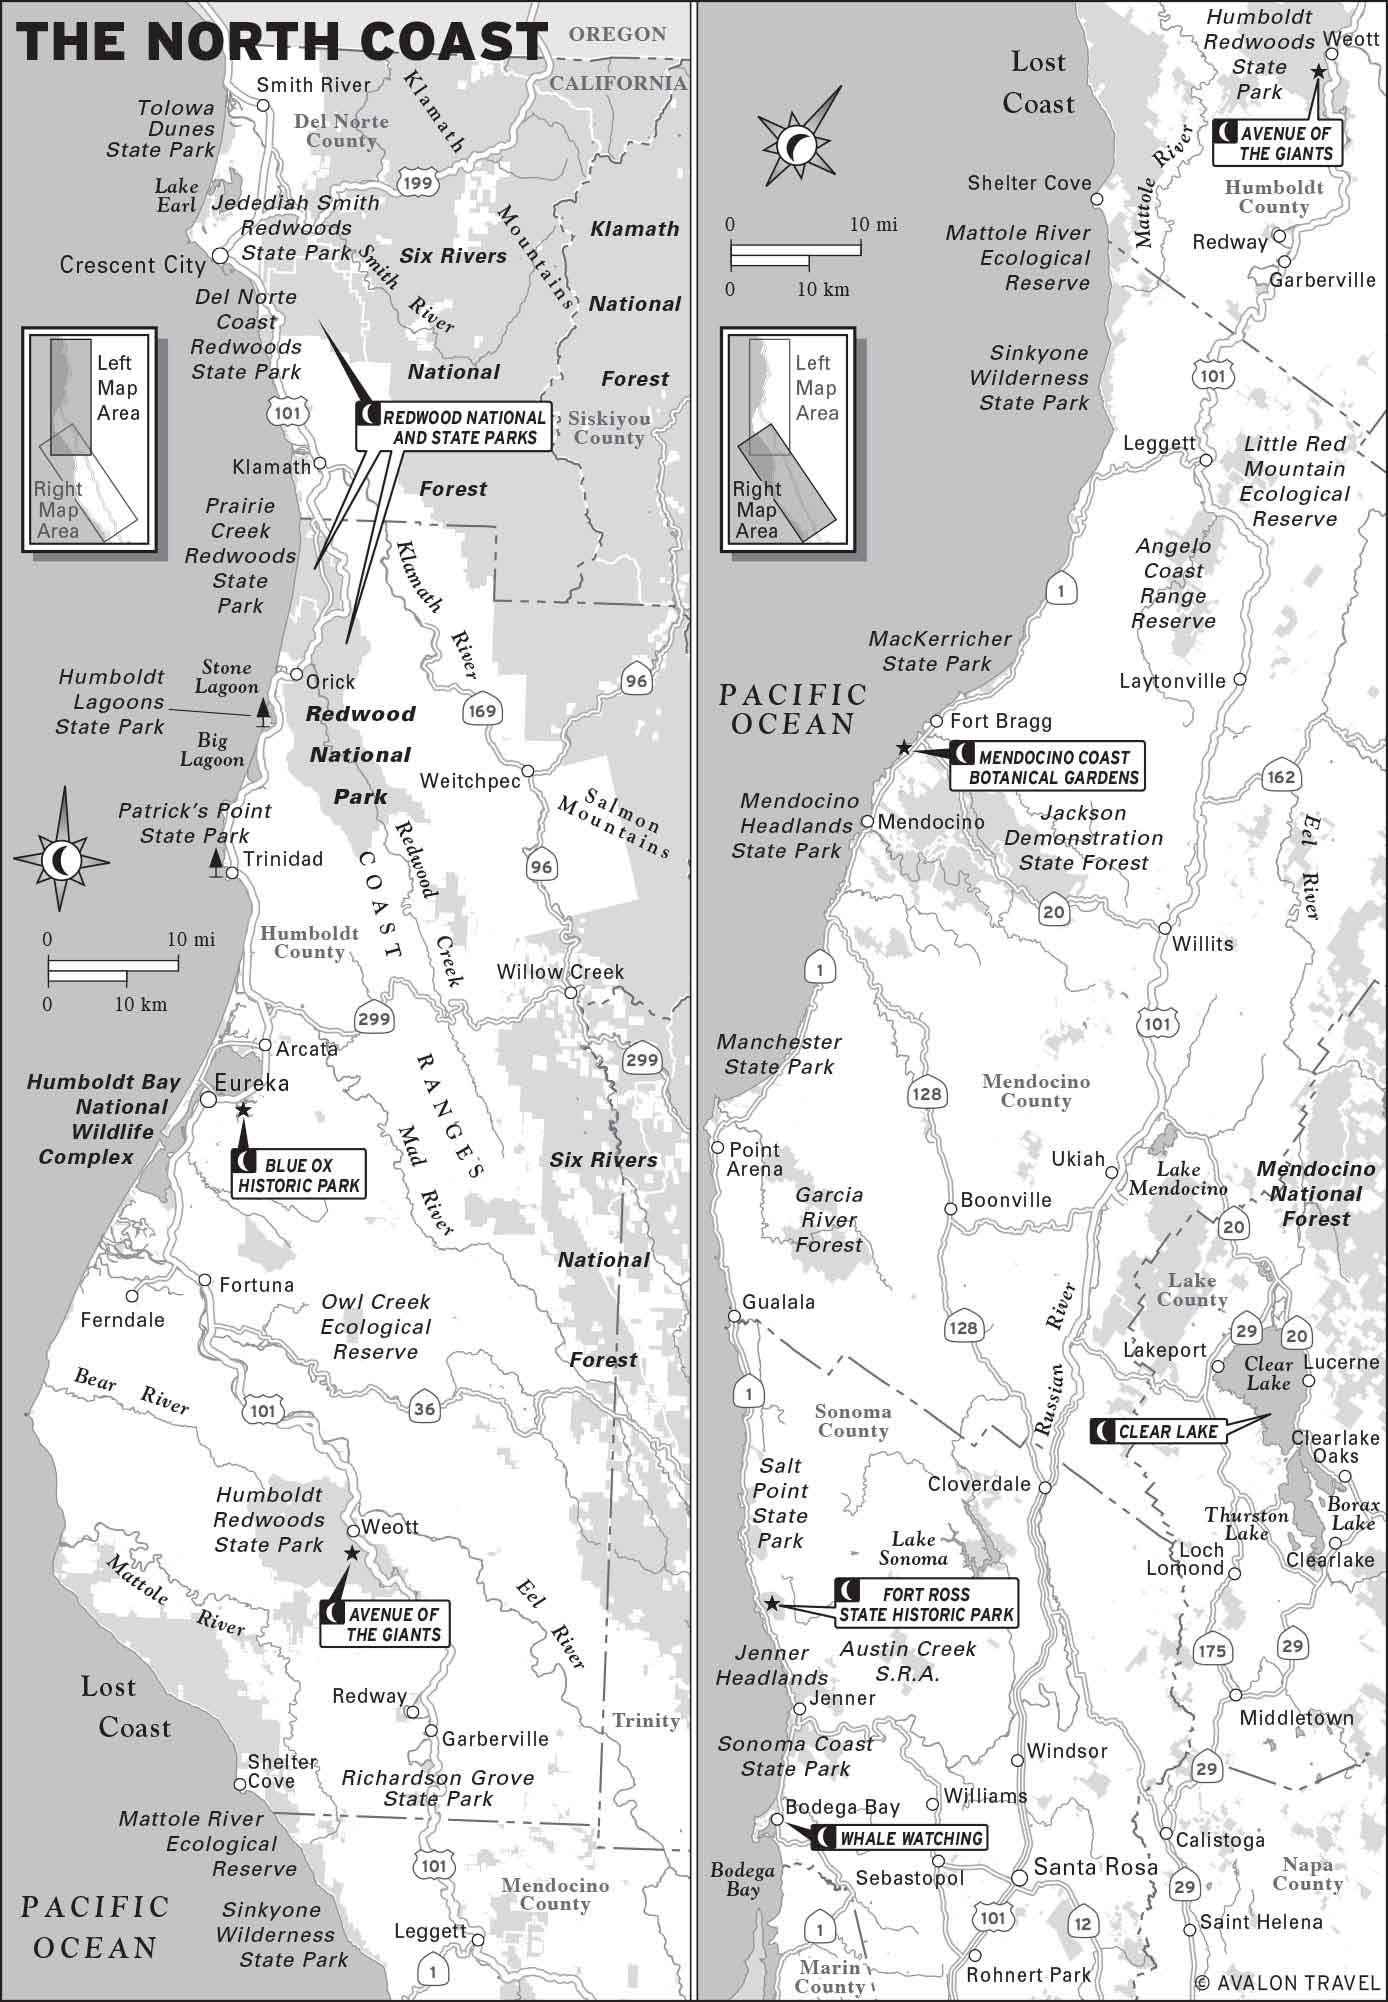 THE NORTH COAST
OREGON
CALIFORNIA
Smith River
Tolowa
Dunes
State Park
Del Norte
County
Klamath
Mountains
199
Lake
Earl
Jedediah Smith
Redwoods
State Park
Crescent City
Smith
River
Six Rivers
National
Forest
Klamath
National
Forest
Del Norte
Coast
Redwoods
State Park
Left
Map
Area
Right
Map
Area
101
REDWOOD NATIONAL
AND STATE PARKS
Siskiyou
County
Klamath
Prairie
Creek
Redwoods
State
Park
Klamath
River
Stone
Lagoon
Humboldt
Lagoons
State Park
Orick
Big
Lagoon
Redwood
National
Park
169
96
Weitchpec
Salmon
Mountains
Patrick's Point
State Park
Trinidad
Redwood
Creek
COAST
RANGES
96
0
10 mi
0
10 km
Humboldt
County
Willow Creek
299
299
Arcata
Eureka
Humboldt Bay
National
Wildlife
Complex
BLUE OX
HISTORIC PARK
Mad
River
Six Rivers
National
Forest
Fortuna
Ferndale
Owl Creek
Ecological
Reserve
Bear
River
101
36
Humboldt
Redwoods
State Park
Weott
Mattole
River
AVENUE OF
THE GIANTS
Eel
River
Lost
Coast
Redway
Garberville
Trinity
Shelter
Cove
Richardson Grove
State Park
Mattole River
Ecological
Reserve
101
PACIFIC
OCEAN
Sinkyone
Wilderness
State Park
Mendocino
County
Leggett
1
Lost
Coast
Humboldt
Redwoods
State
Park
Weott
AVENUE OF
THE GIANTS
Mattole
River
Shelter Cove
Humboldt
County
0
10 mi
0
10 km
Mattole River
Ecological
Reserve
Redway
Garberville
Left
Map
Area
Right
Map
Area
Sinkyone
Wilderness
State Park
101
Leggett
Little Red
Mountain
Ecological
Reserve
Angelo
Coast
Range
Reserve
1
MacKerricher
State Park
PACIFIC
OCEAN
Laytonville
Fort Bragg
MENDOCINO COAST
BOTANICAL GARDENS
162
Mendocino
Headlands
State Park
Mendocino
Jackson
Demonstration
State Forest
Eel
River
20
Willits
1
101
Manchester
State Park
128
Mendocino
County
Point
Arena
Ukiah
Lake
Mendocino
Mendocino
National
Forest
Garcia
River
Forest
Boonville
20
Lake
County
Gualala
128
Russian
River
29
20
Lakeport
Clear
Lake
Lucerne
1
Sonoma
County
CLEAR LAKE
Clearlake
Oaks
Salt
Point
State
Park
Cloverdale
Thurston
Lake
Borax
Lake
Lake
Sonoma
Loch
Lomond
Clearlake
FORT ROSS
STATE HISTORIC PARK
Jenner
Headlands
Austin Creek
S.R.A.
175
29
Jenner
Middletown
Sonoma Coast
State Park
Windsor
29
Williams
Bodega Bay
WHALE WATCHING
Calistoga
Bodega
Bay
Sebastopol
Santa Rosa
Napa
County
29
1
101
12
Saint Helena
Marin
County
Rohnert Park
© AVALON TRAVEL